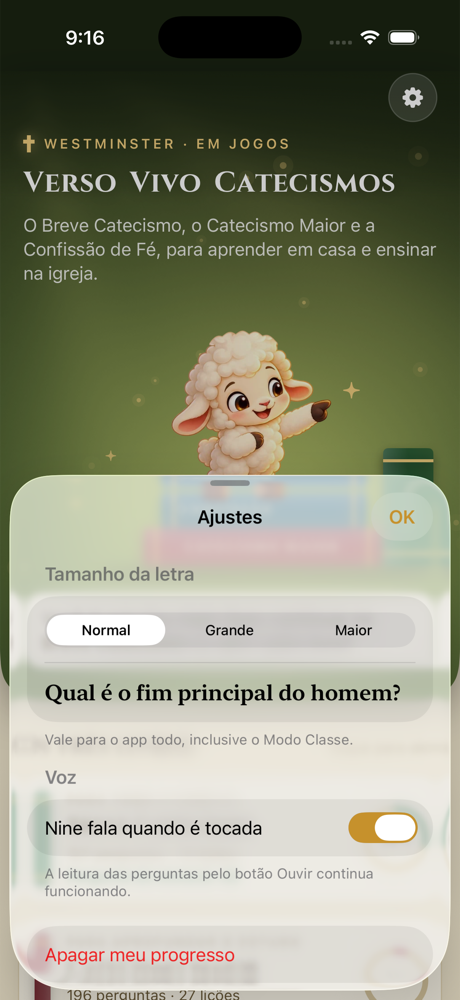 9:16
WESTMINSTER · EM JOGOS
VERSO VIVO CATECISMOS
O Breve Catecismo, o Catecismo Maior e a
Confissão de Fé, para aprender em casa e ensinar
na igreja.
Ajustes
OK
Tamanho da letra
Normal Grande Maior
Qual é o fim principal do homem?
Vale para o app todo, inclusive o Modo Classe.
Voz
Nine fala quando é tocada
A leitura das perguntas pelo botão Ouvir continua
funcionando.
Apagar meu progresso
196 perguntas · 27 lições